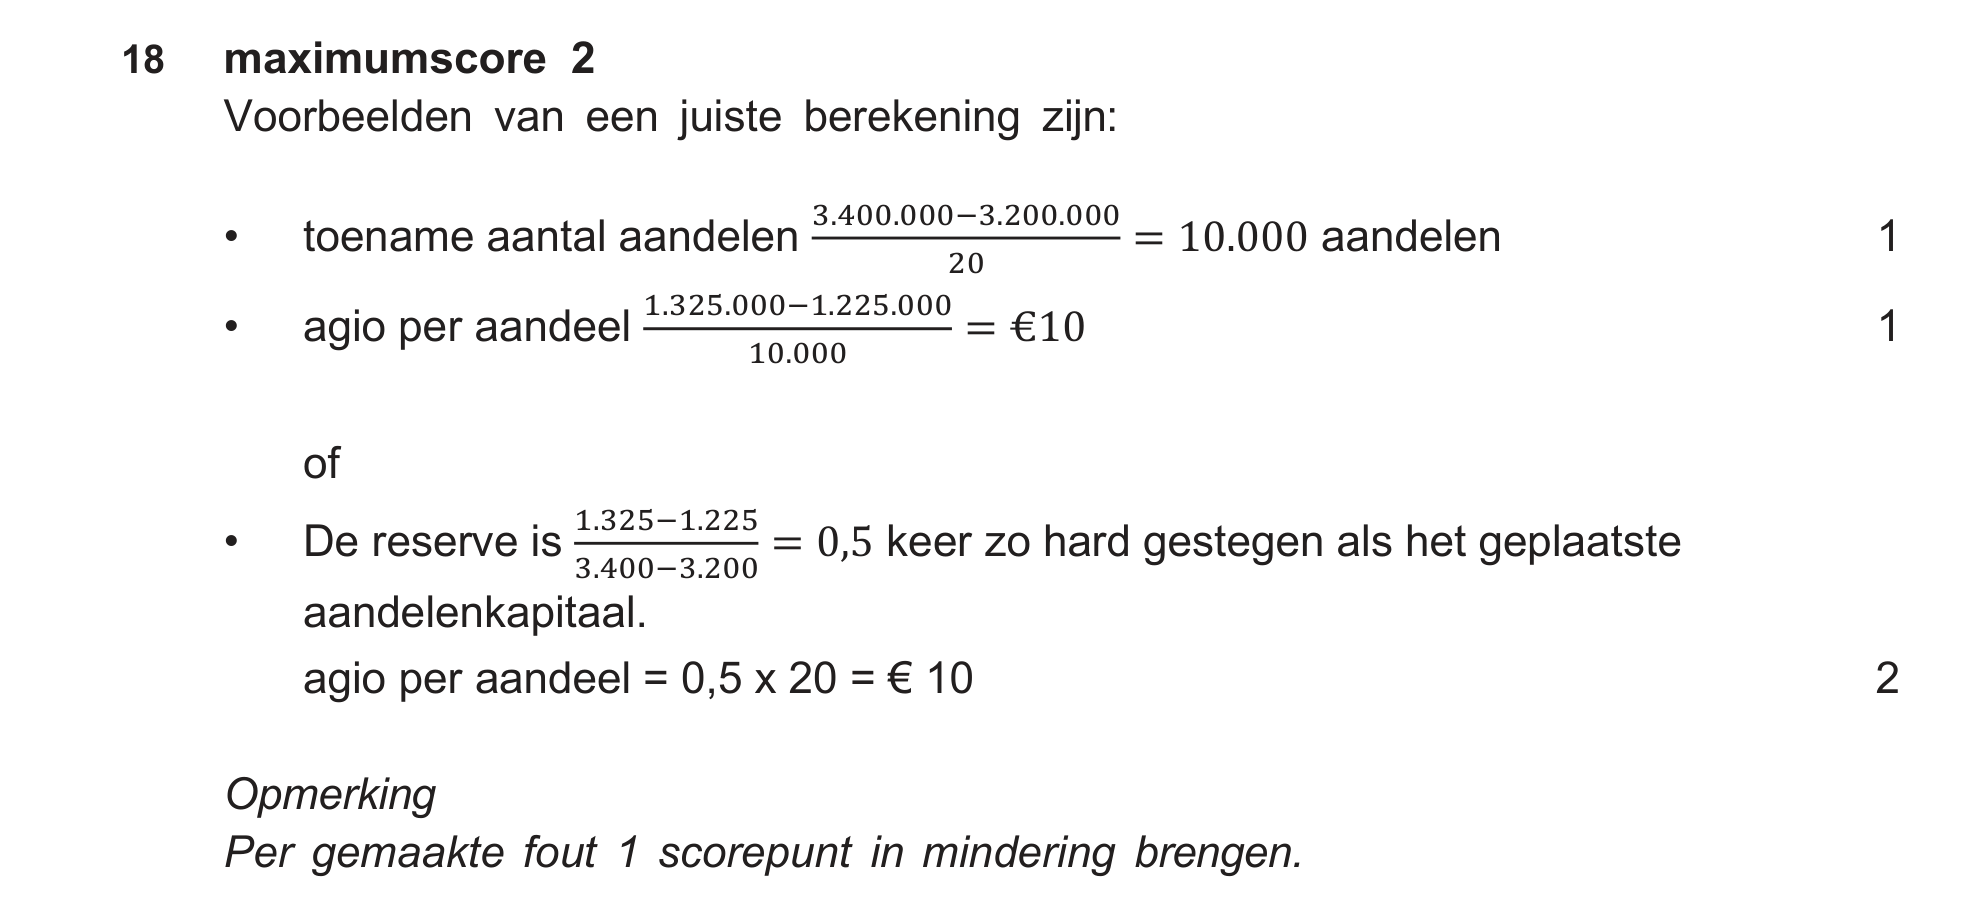 18 maximumscore 2
Voorbeelden van een juiste berekening zijn:
• toename aantal aandelen \frac{3.400.000−3.200.000}{20} = 10.000 aandelen 1
• agio per aandeel \frac{1.325.000−1.225.000}{10.000} = €10 1
of
• De reserve is \frac{1.325−1.225}{3.400−3.200} = 0,5 keer zo hard gestegen als het geplaatste
aandelenkapitaal.
agio per aandeel = 0,5 x 20 = € 10 2
Opmerking
Per gemaakte fout 1 scorepunt in mindering brengen.